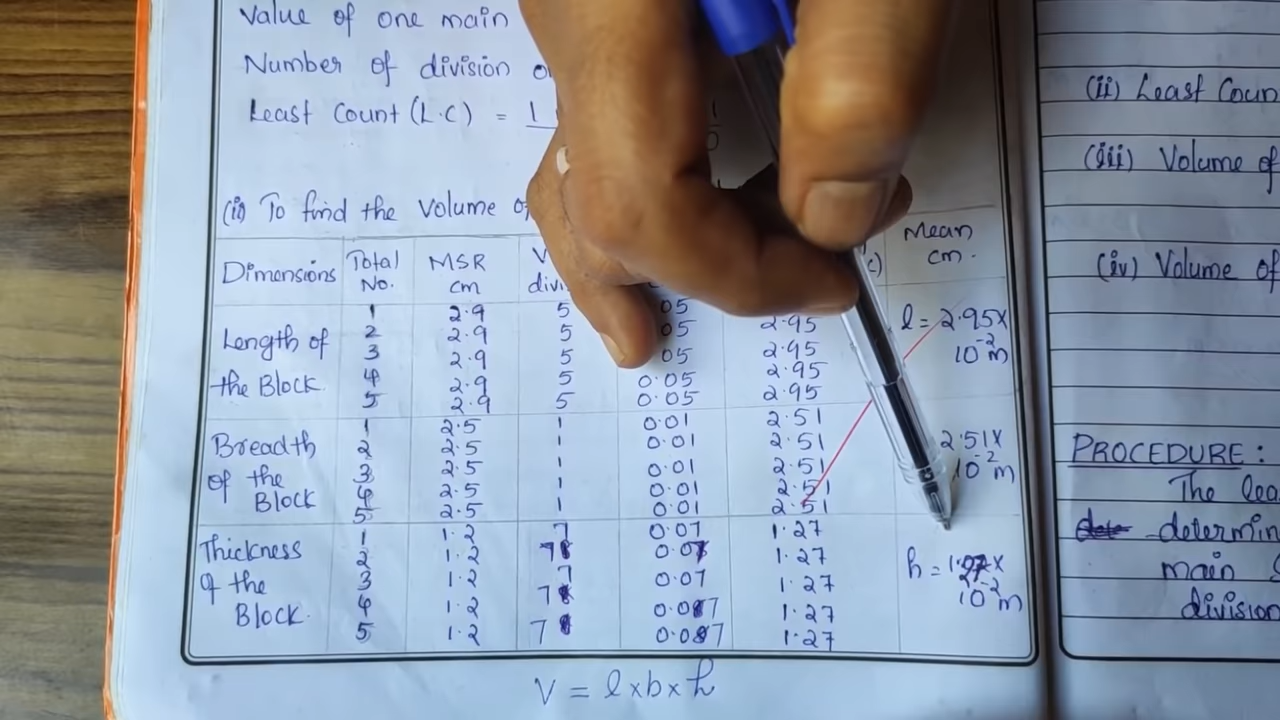 Value of one main
Number of division
Least Count (L.C) = 1
(i) To find the Volume
Dimensions Total No. MSR cm Mean cm.
Length of the Block.
1 2.9 5 05
2 2.9 5 05 2.95
3 2.9 5 05 2.95
4 2.9 5 0.05 2.95
5 2.9 5 0.05 2.95
l = 2.95x
10⁻² m
Breadth of the Block
1 2.5 1 0.01 2.51
2 2.5 1 0.01 2.51
3 2.5 1 0.01 2.51
4 2.5 1 0.01 2.51
5 2.5 1 0.01 2.51
2.51x
10⁻² m
Thickness of the Block.
1 1.2 7 0.07 1.27
2 1.2 7 0.07 1.27
3 1.2 7 0.07 1.27
4 1.2 7 0.07 1.27
5 1.2 7 0.07 1.27
h = 1.27x
10⁻² m
V = l x b x h
(ii) Least Coun
(iii) Volume of
(iv) Volume of
PROCEDURE :
The lea
determin
main
division